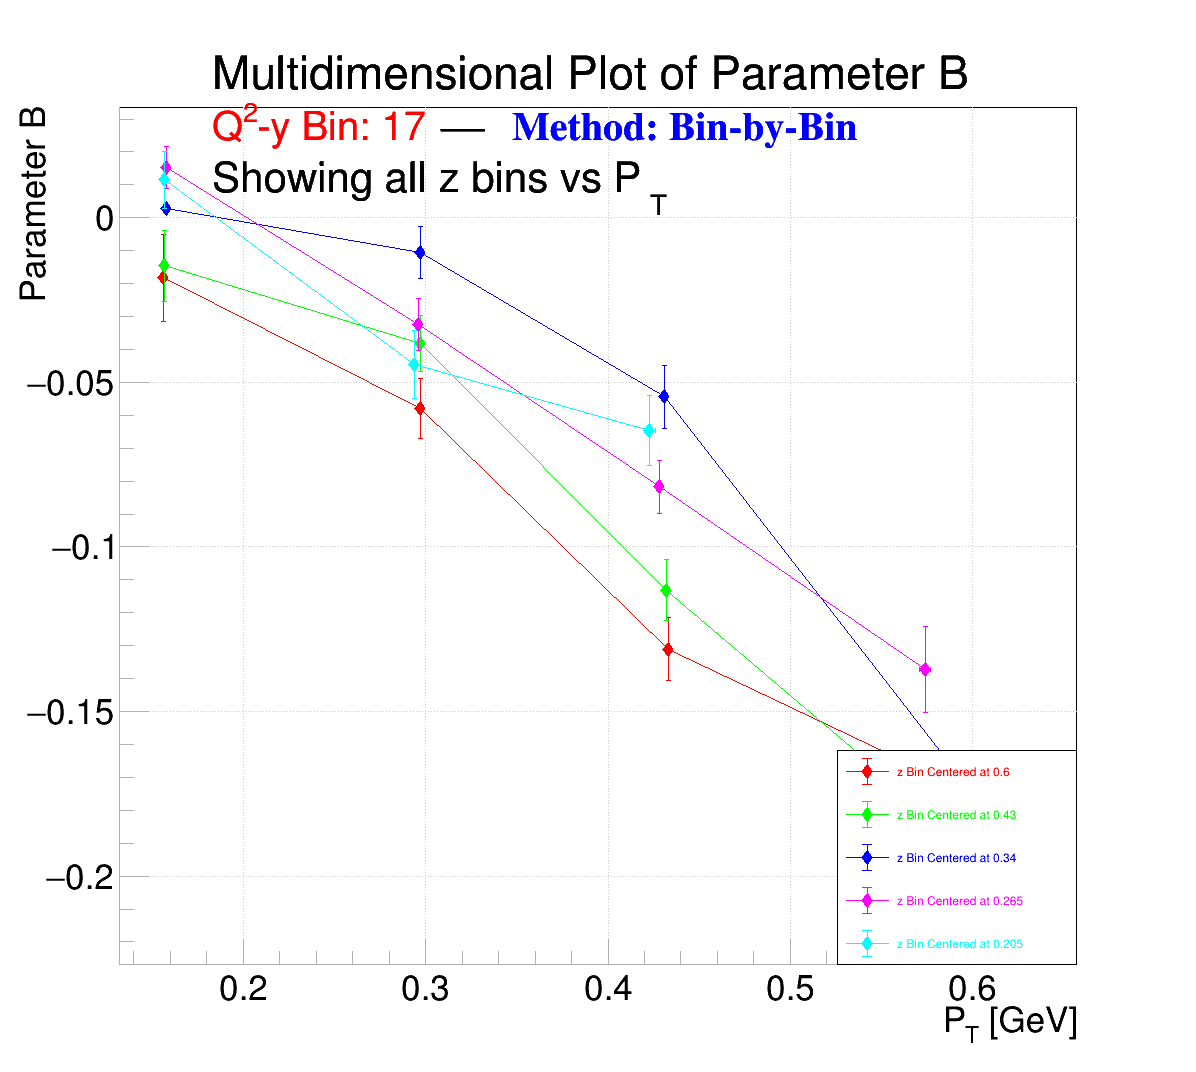 Multidimensional Plot of Parameter B
Q²-y Bin: 17 — Method: Bin-by-Bin
Showing all z bins vs P_T
Parameter B
0
−0.05
−0.1
−0.15
−0.2
z Bin Centered at 0.6
z Bin Centered at 0.43
z Bin Centered at 0.34
z Bin Centered at 0.265
z Bin Centered at 0.205
0.2 0.3 0.4 0.5 0.6
P_T [GeV]